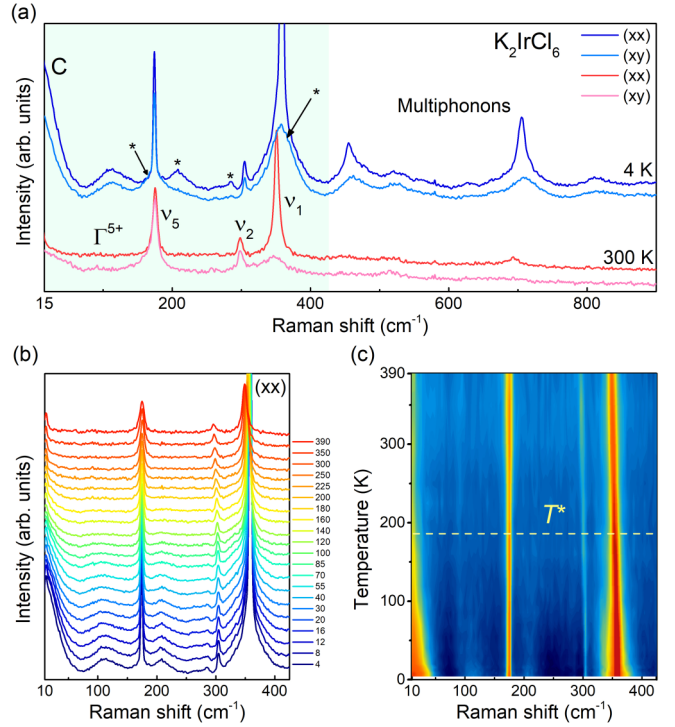 (a)
K₂IrCl₆
C
(xx)
(xy)
(xx)
(xy)
*
*
*
*
Multiphonons
4 K
Γ⁵⁺
ν₅
ν₂
ν₁
300 K
Intensity (arb. units)
15 200 400 600 800
Raman shift (cm⁻¹)
(b)
(xx)
390
350
300
250
225
200
180
160
140
120
100
85
70
55
40
30
20
16
12
8
4
Intensity (arb. units)
10 100 200 300 400
Raman shift (cm⁻¹)
(c)
390
300
200
100
0
Temperature (K)
T*
10 100 200 300 400
Raman shift (cm⁻¹)